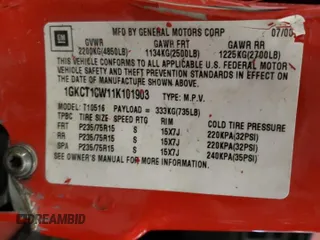 GM
MFD BY GENERAL MOTORS CORP 07/00
GVWR GAWR FRT GAWR RR
2200KG(4850LB) 1134KG(2500LB) 1225KG(2700LB)
THIS VEHICLE CONFORMS TO ALL APPLICABLE U.S. FEDERAL MOTOR
VEHICLE SAFETY STANDARDS IN EFFECT ON THE
DATE OF MANUFACTURE SHOWN ABOVE.
1GKCT1CW11K101903 TYPE: M.P.V.
MODEL: T10516 PAYLOAD = 333KG(735LB)
TPBC TIRE SIZE SPEED RTG RIM COLD TIRE PRESSURE
FRT P235/75R15 S 15X7J 220KPA(32PSI)
RR P235/75R15 S 15X7J 220KPA(32PSI)
SPA P235/75R15 S 15X7J 240KPA(35PSI)
SEE OWNER'S MANUAL FOR MORE INFORMATION.
DREAMBID